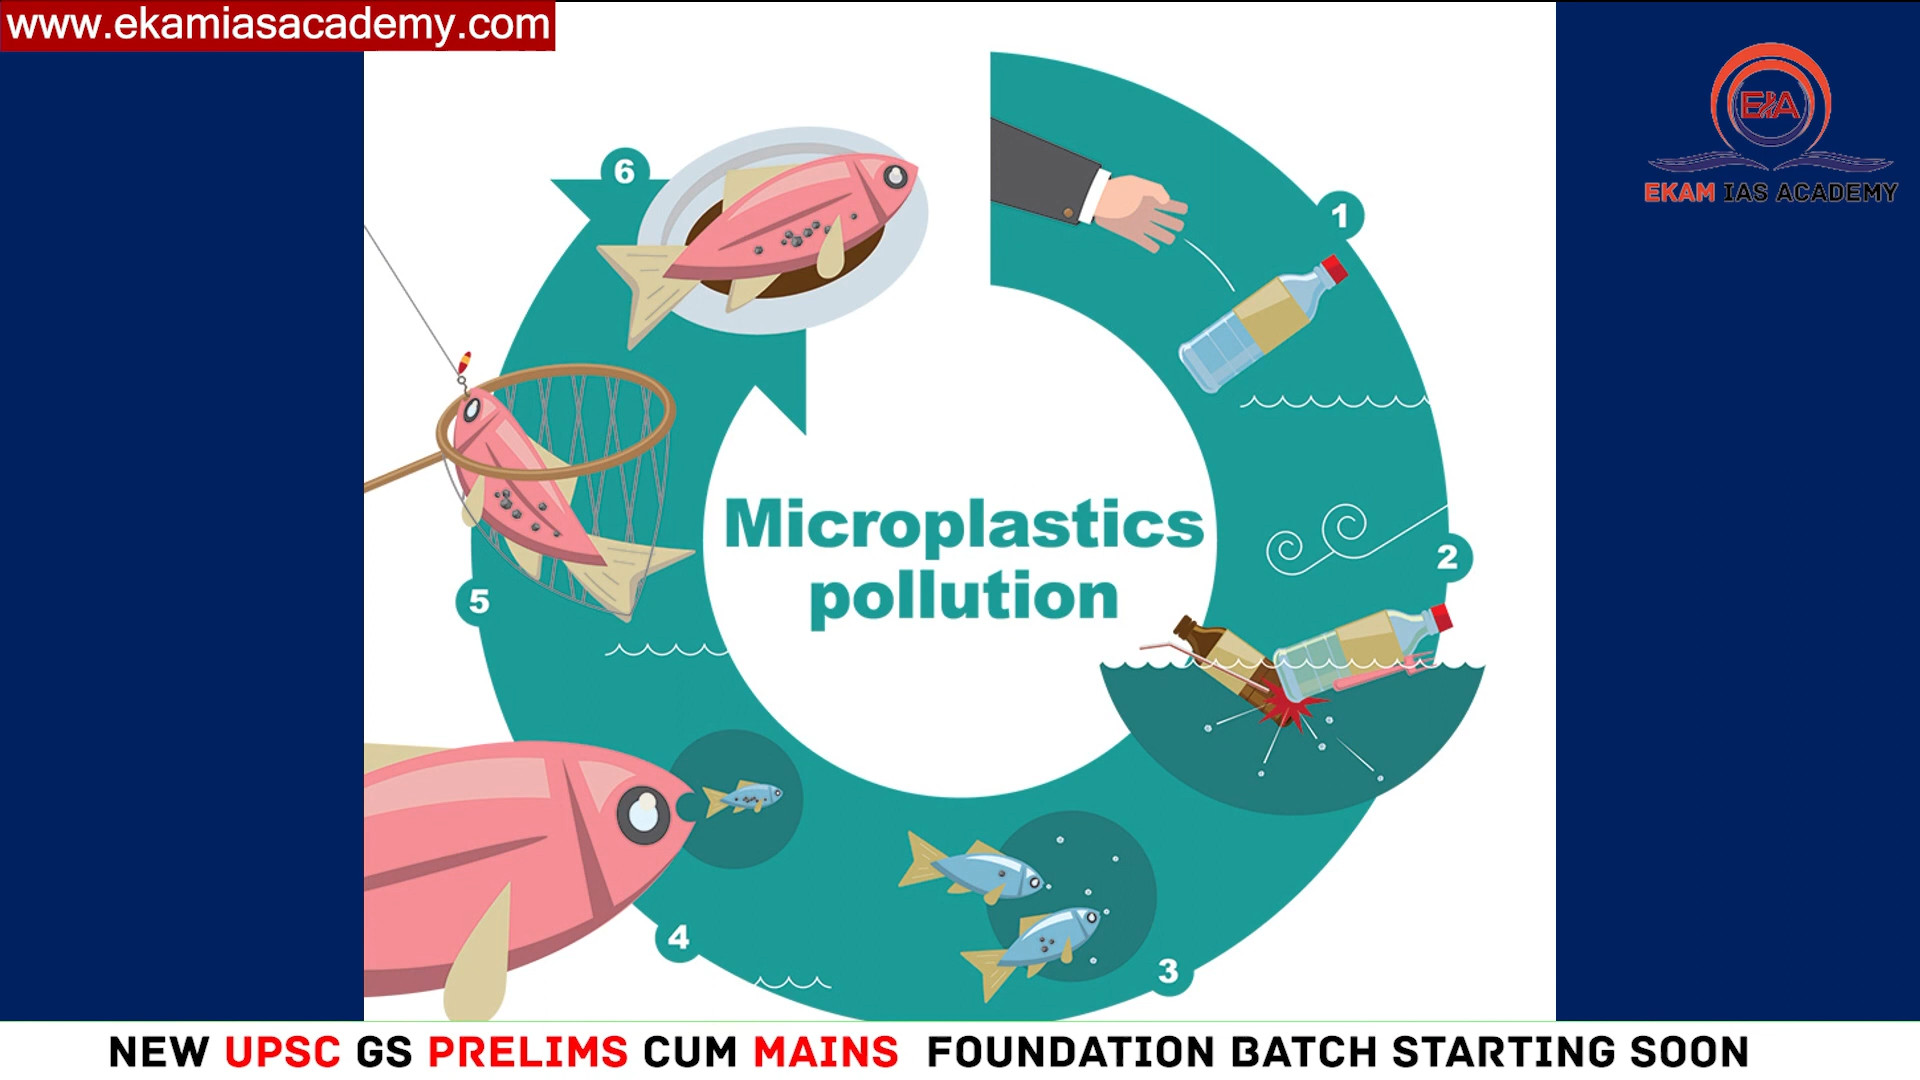 www.ekamiasacademy.com
EIA
EKAM IAS ACADEMY
1
2
3
4
5
6
Microplastics
pollution
NEW UPSC GS PRELIMS CUM MAINS FOUNDATION BATCH STARTING SOON